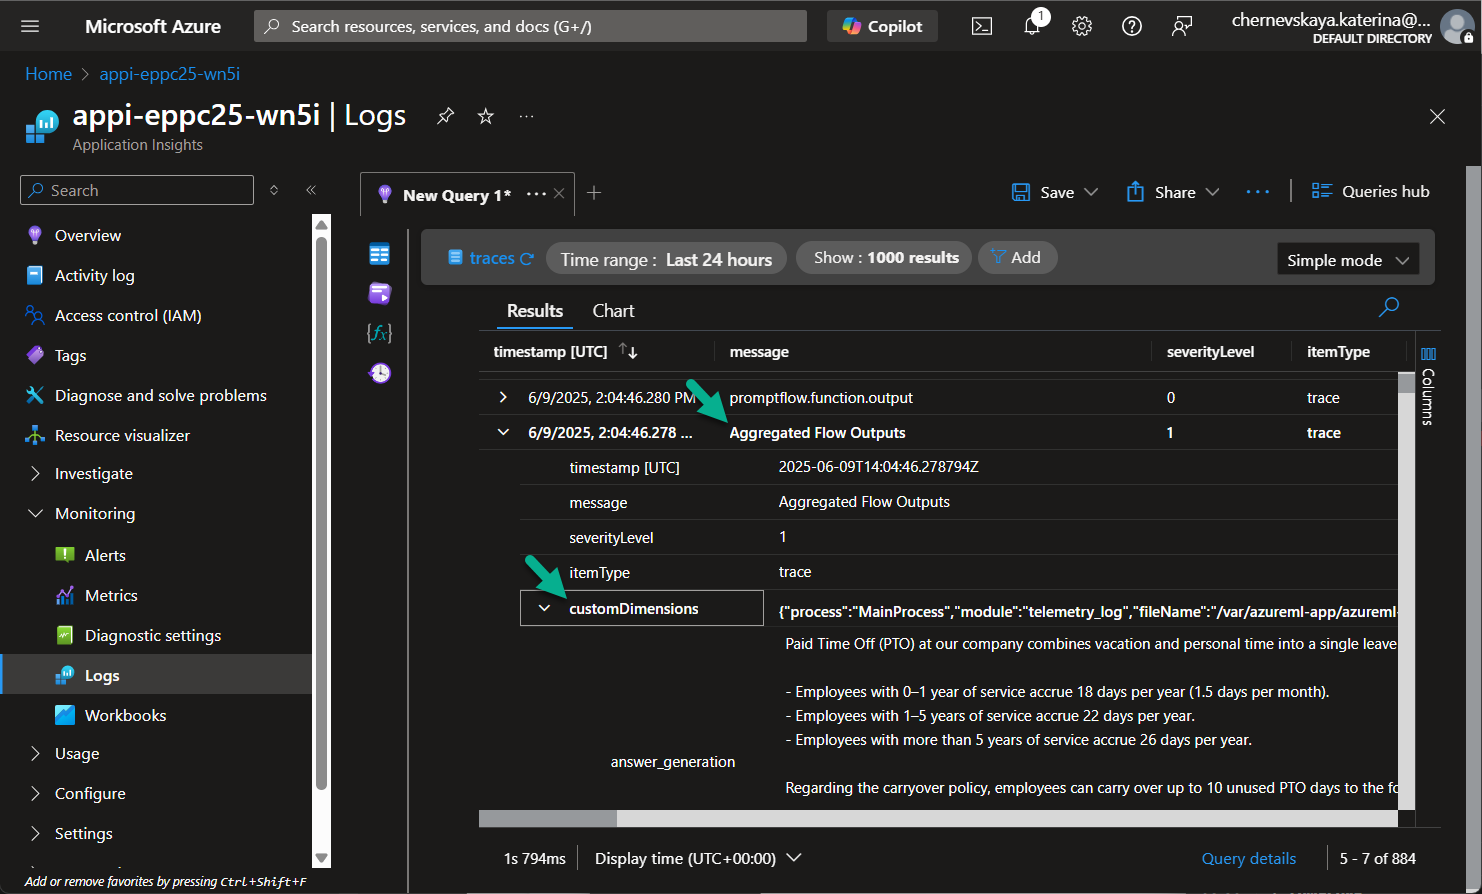 Microsoft Azure
Search resources, services, and docs (G+/)
Copilot
1
chernevskaya.katerina@...
DEFAULT DIRECTORY
Home > appi-eppc25-wn5i
appi-eppc25-wn5i | Logs
Application Insights
Search
Overview
Activity log
Access control (IAM)
Tags
Diagnose and solve problems
Resource visualizer
Investigate
Monitoring
Alerts
Metrics
Diagnostic settings
Logs
Workbooks
Usage
Configure
Settings
Add or remove favorites by pressing Ctrl+Shift+F
New Query 1*
Save
Share
Queries hub
traces
Time range : Last 24 hours
Show : 1000 results
Add
Simple mode
Results
Chart
timestamp [UTC] message severityLevel itemType
Columns
6/9/2025, 2:04:46.280 PM promptflow.function.output 0 trace
6/9/2025, 2:04:46.278 ... Aggregated Flow Outputs 1 trace
timestamp [UTC] 2025-06-09T14:04:46.278794Z
message Aggregated Flow Outputs
severityLevel 1
itemType trace
customDimensions {"process":"MainProcess","module":"telemetry_log","fileName":"/var/azureml-app/azureml-
Paid Time Off (PTO) at our company combines vacation and personal time into a single leave
- Employees with 0–1 year of service accrue 18 days per year (1.5 days per month).
- Employees with 1–5 years of service accrue 22 days per year.
- Employees with more than 5 years of service accrue 26 days per year.
answer_generation
Regarding the carryover policy, employees can carry over up to 10 unused PTO days to the fo
1s 794ms
Display time (UTC+00:00)
Query details
5 - 7 of 884